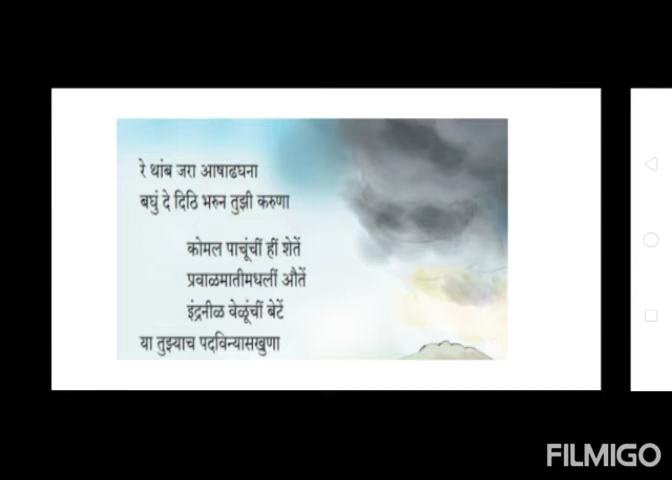 रे थांब जरा आषाढघना
बघुं दे दिठि भरुन तुझी करुणा
कोमल पाचूंचीं हीं शेतें
प्रवाळमातीमधलीं औतें
इंद्रनीळ वेळूंचीं बेटें
या तुझ्याच पदविन्यासखुणा
FILMIGO